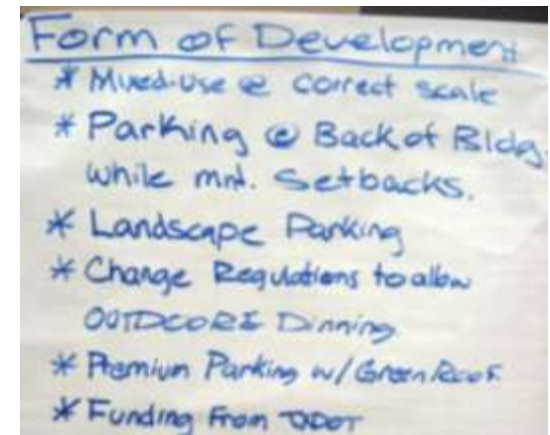 Form of Development
* Mixed-Use @ correct scale
* Parking @ Back of Bldg.
while mnt. Setbacks.
* Landscape Parking
* Change Regulations to allow
OUTDOORE Dinning.
* Premium Parking w/ Green Roof
* Funding From